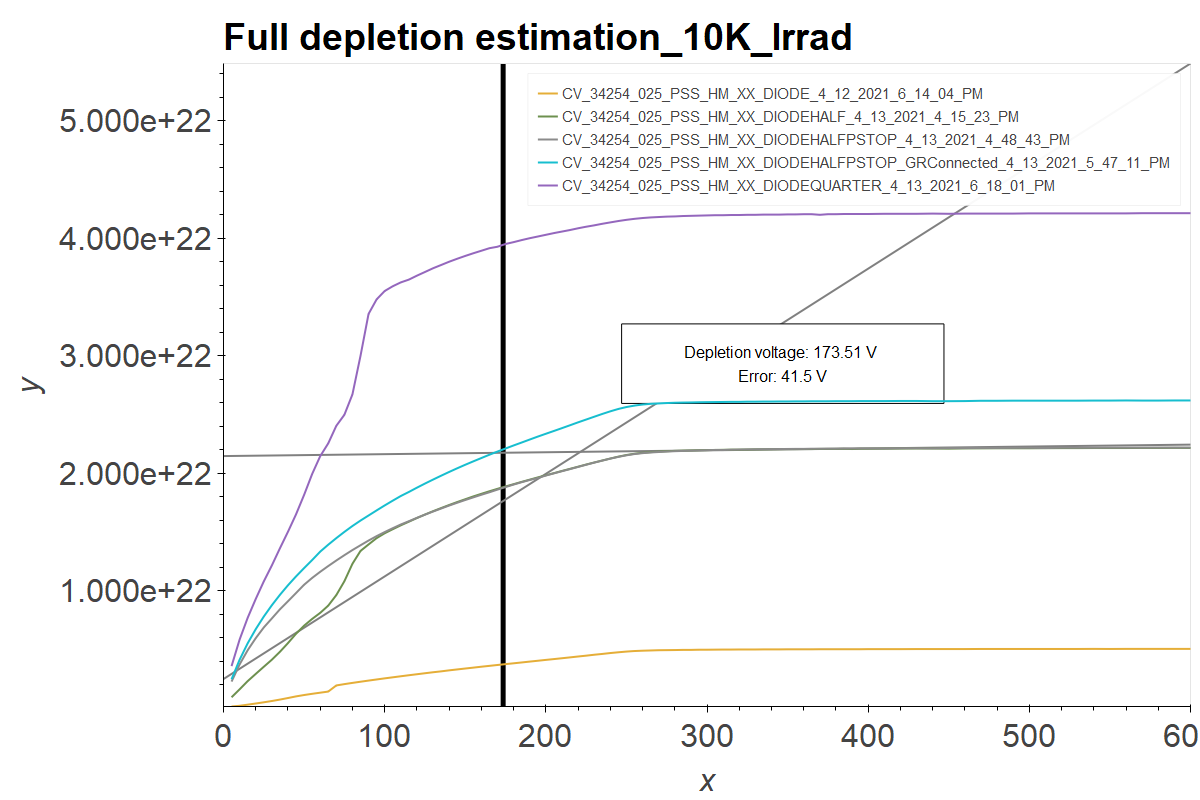 Full depletion estimation_10K_Irrad
CV_34254_025_PSS_HM_XX_DIODE_4_12_2021_6_14_04_PM
CV_34254_025_PSS_HM_XX_DIODEHALF_4_13_2021_4_15_23_PM
CV_34254_025_PSS_HM_XX_DIODEHALFPSTOP_4_13_2021_4_48_43_PM
CV_34254_025_PSS_HM_XX_DIODEHALFPSTOP_GRConnected_4_13_2021_5_47_11_PM
CV_34254_025_PSS_HM_XX_DIODEQUARTER_4_13_2021_6_18_01_PM
5.000e+22
4.000e+22
3.000e+22
2.000e+22
1.000e+22
y
Depletion voltage: 173.51 V
Error: 41.5 V
0 100 200 300 400 500 60
x